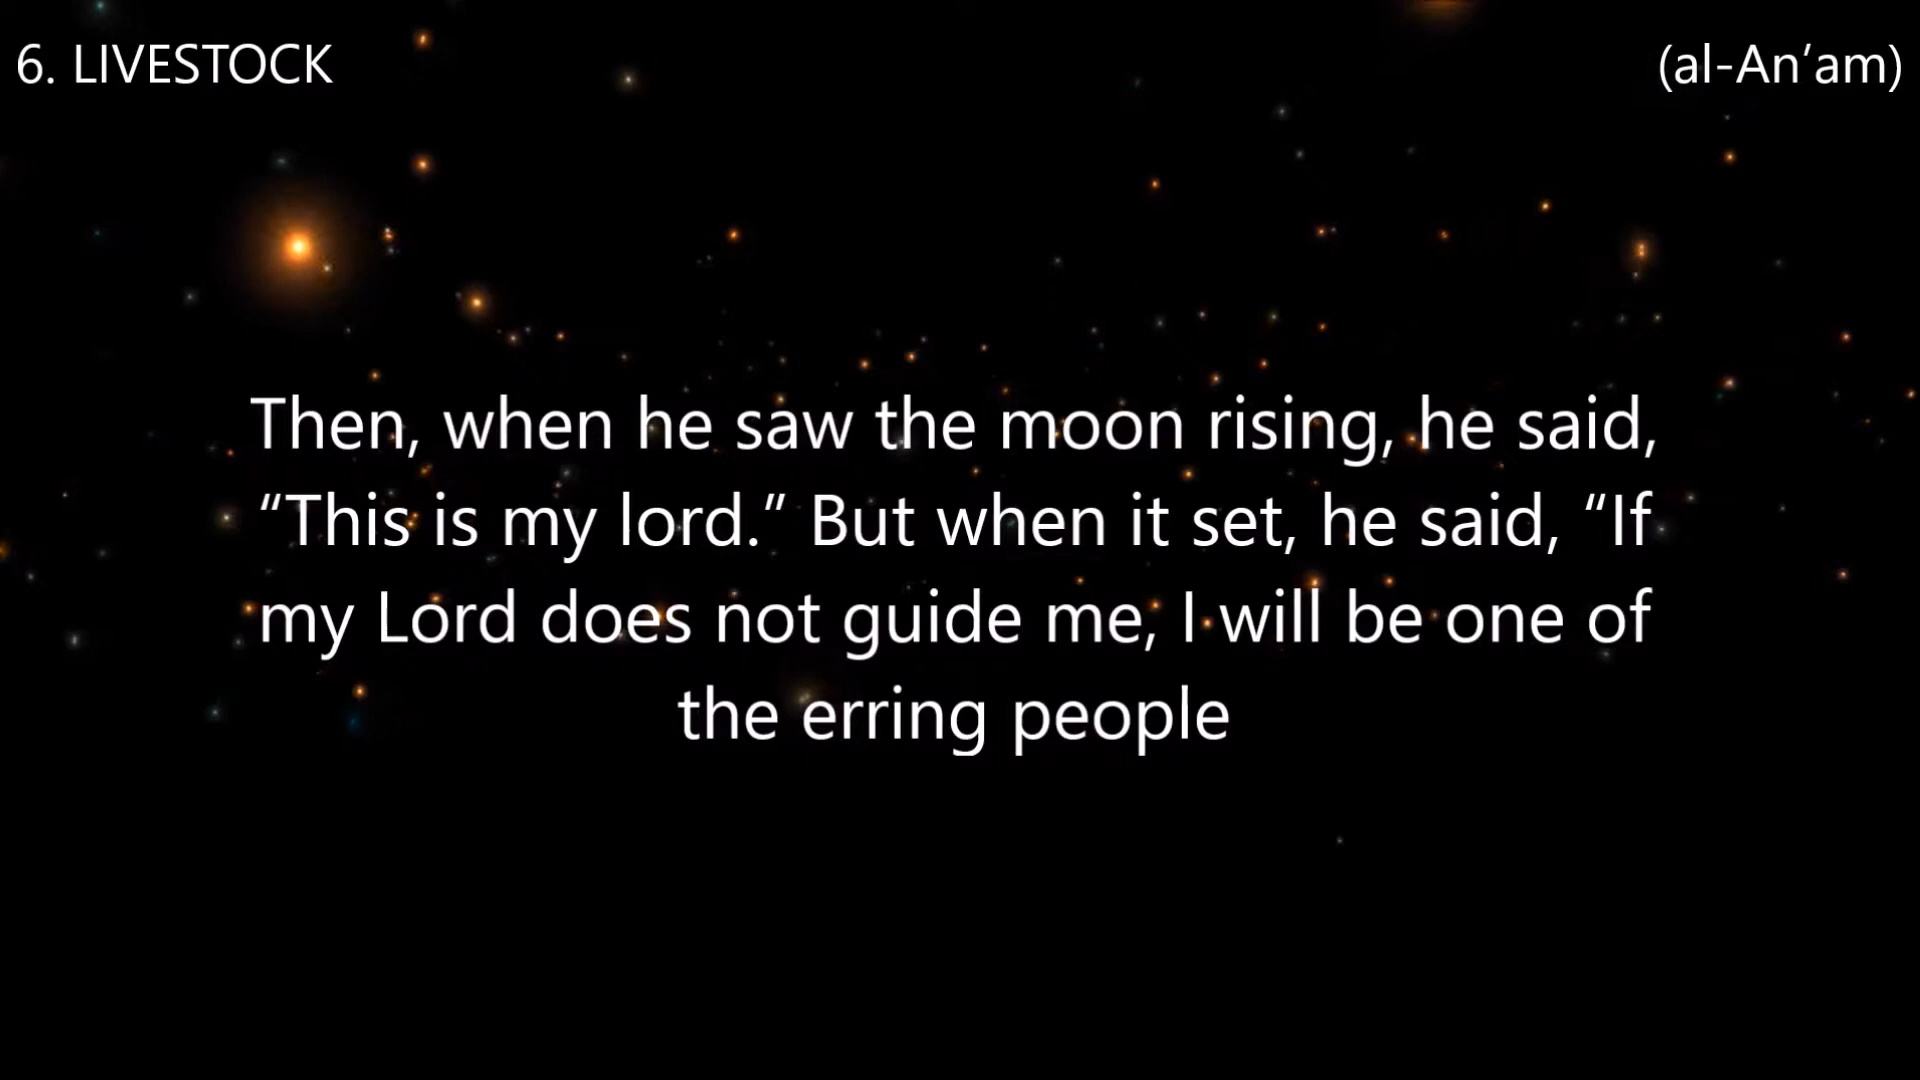 6. LIVESTOCK
(al-An’am)
Then, when he saw the moon rising, he said,
“This is my lord.” But when it set, he said, “If
my Lord does not guide me, I will be one of
the erring people